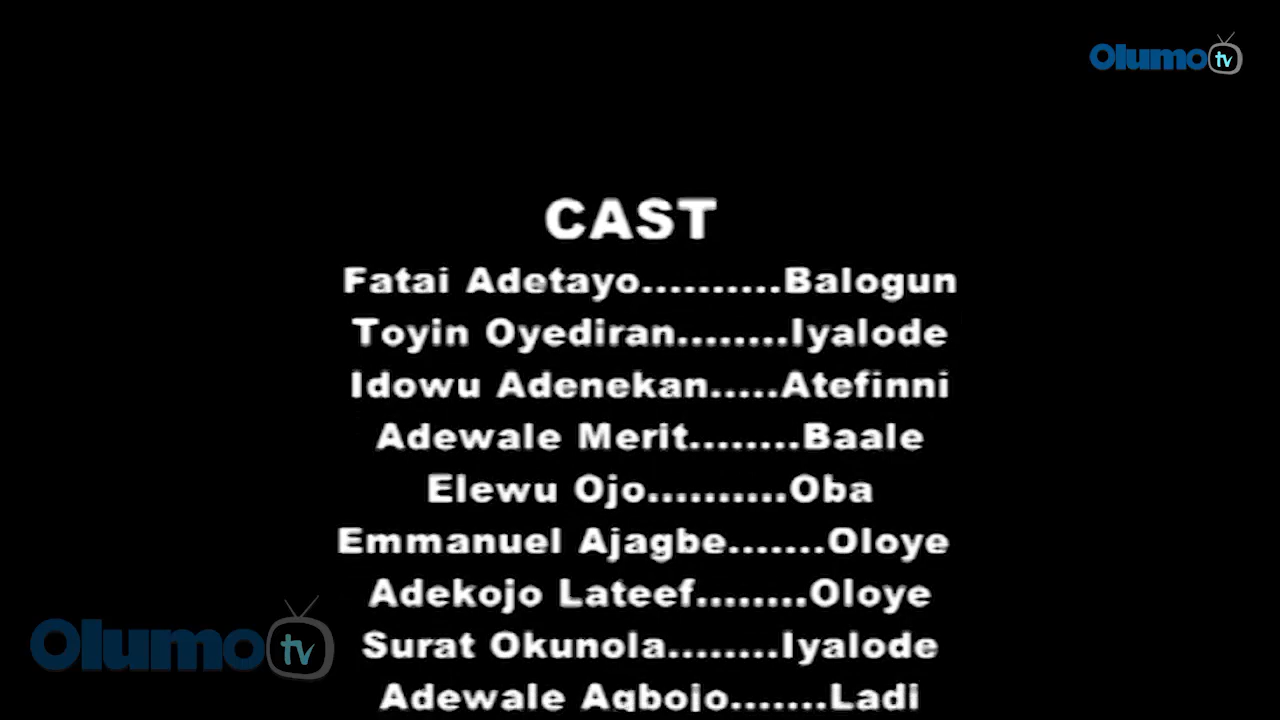 Olumo tv
CAST
Fatai Adetayo..........Balogun
Toyin Oyediran........Iyalode
Idowu Adenekan.....Atefinni
Adewale Merit........Baale
Elewu Ojo..........Oba
Emmanuel Ajagbe.......Oloye
Adekojo Lateef........Oloye
Surat Okunola........Iyalode
Olumo tv
Adewale Agbojo.......Ladi